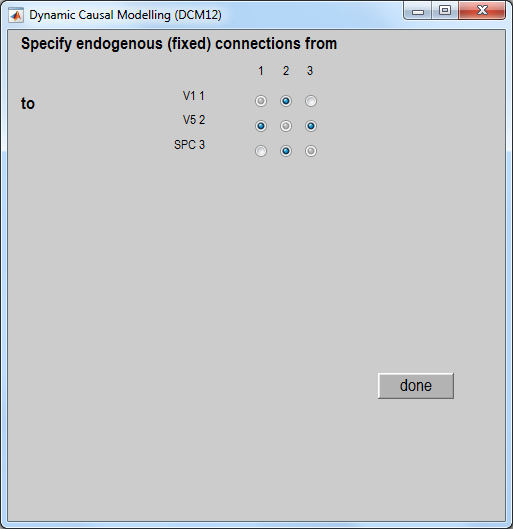 Dynamic Causal Modelling (DCM12)
Specify endogenous (fixed) connections from
1 2 3
to
V1 1
V5 2
SPC 3
done